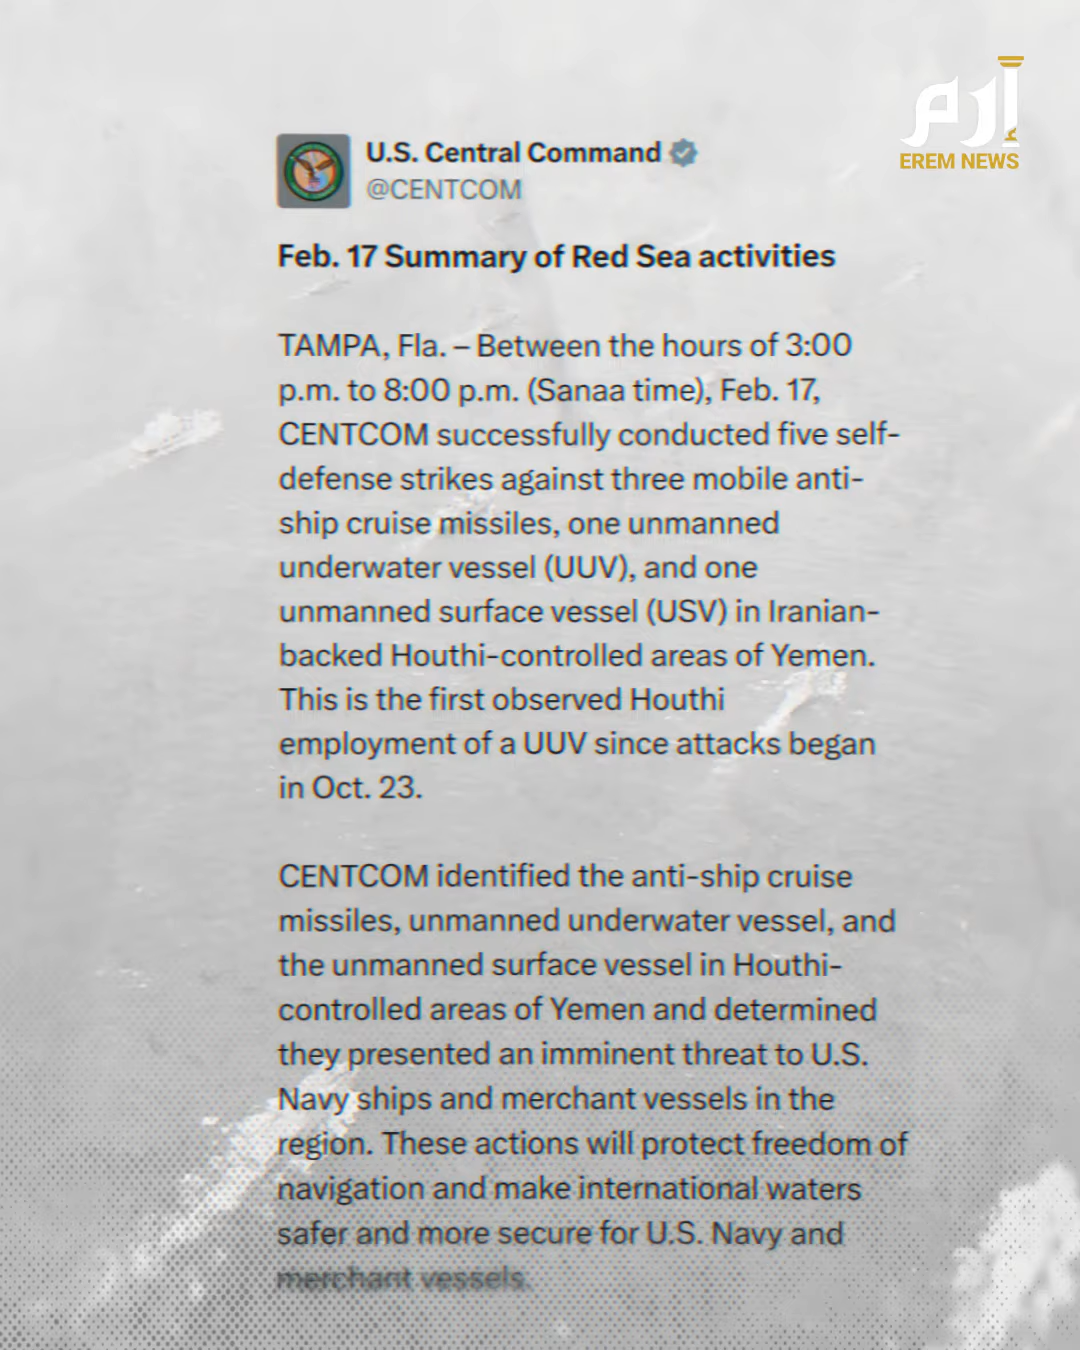 إرم
EREM NEWS
U.S. Central Command
@CENTCOM
Feb. 17 Summary of Red Sea activities
TAMPA, Fla. – Between the hours of 3:00
p.m. to 8:00 p.m. (Sanaa time), Feb. 17,
CENTCOM successfully conducted five self-
defense strikes against three mobile anti-
ship cruise missiles, one unmanned
underwater vessel (UUV), and one
unmanned surface vessel (USV) in Iranian-
backed Houthi-controlled areas of Yemen.
This is the first observed Houthi
employment of a UUV since attacks began
in Oct. 23.
CENTCOM identified the anti-ship cruise
missiles, unmanned underwater vessel, and
the unmanned surface vessel in Houthi-
controlled areas of Yemen and determined
they presented an imminent threat to U.S.
Navy ships and merchant vessels in the
region. These actions will protect freedom of
navigation and make international waters
safer and more secure for U.S. Navy and
merchant vessels.